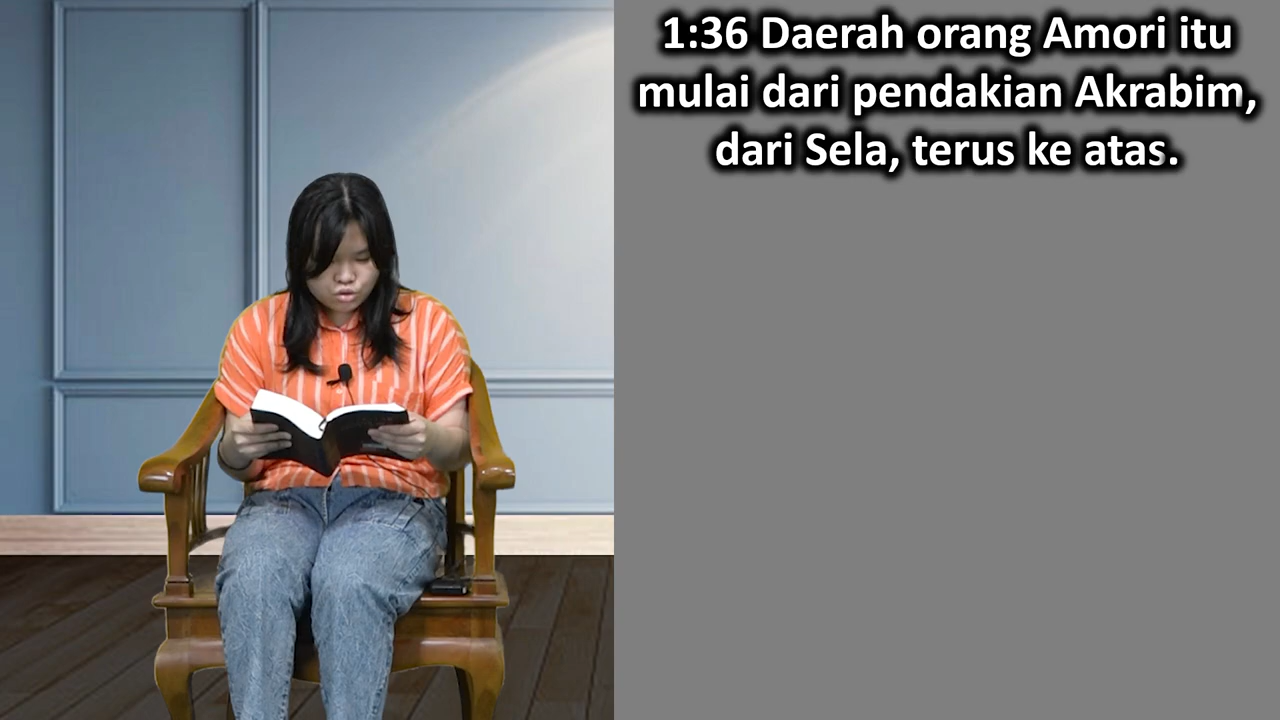 1:36 Daerah orang Amori itu
mulai dari pendakian Akrabim,
dari Sela, terus ke atas.